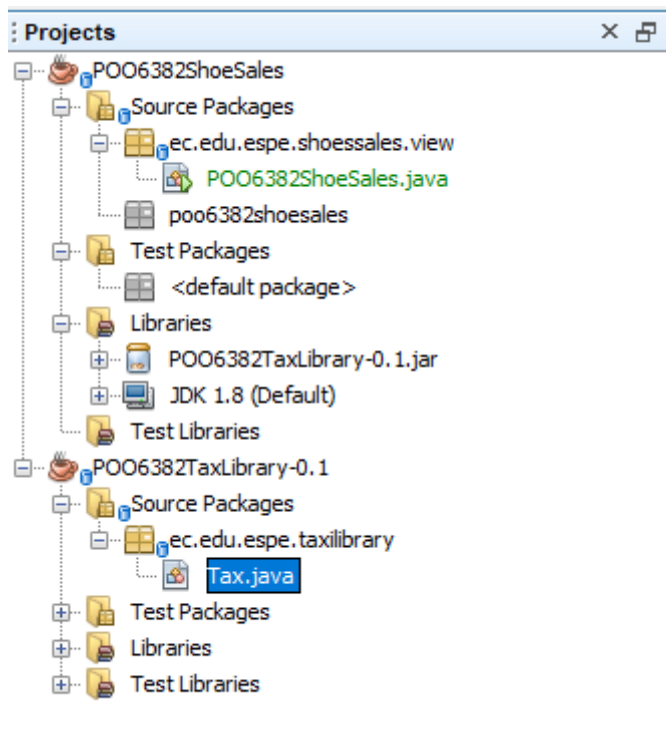 Projects
POO6382ShoeSales
Source Packages
ec.edu.espe.shoessales.view
POO6382ShoeSales.java
poo6382shoesales
Test Packages
<default package>
Libraries
POO6382TaxLibrary-0.1.jar
JDK 1.8 (Default)
Test Libraries
POO6382TaxLibrary-0.1
Source Packages
ec.edu.espe.taxilibrary
Tax.java
Test Packages
Libraries
Test Libraries